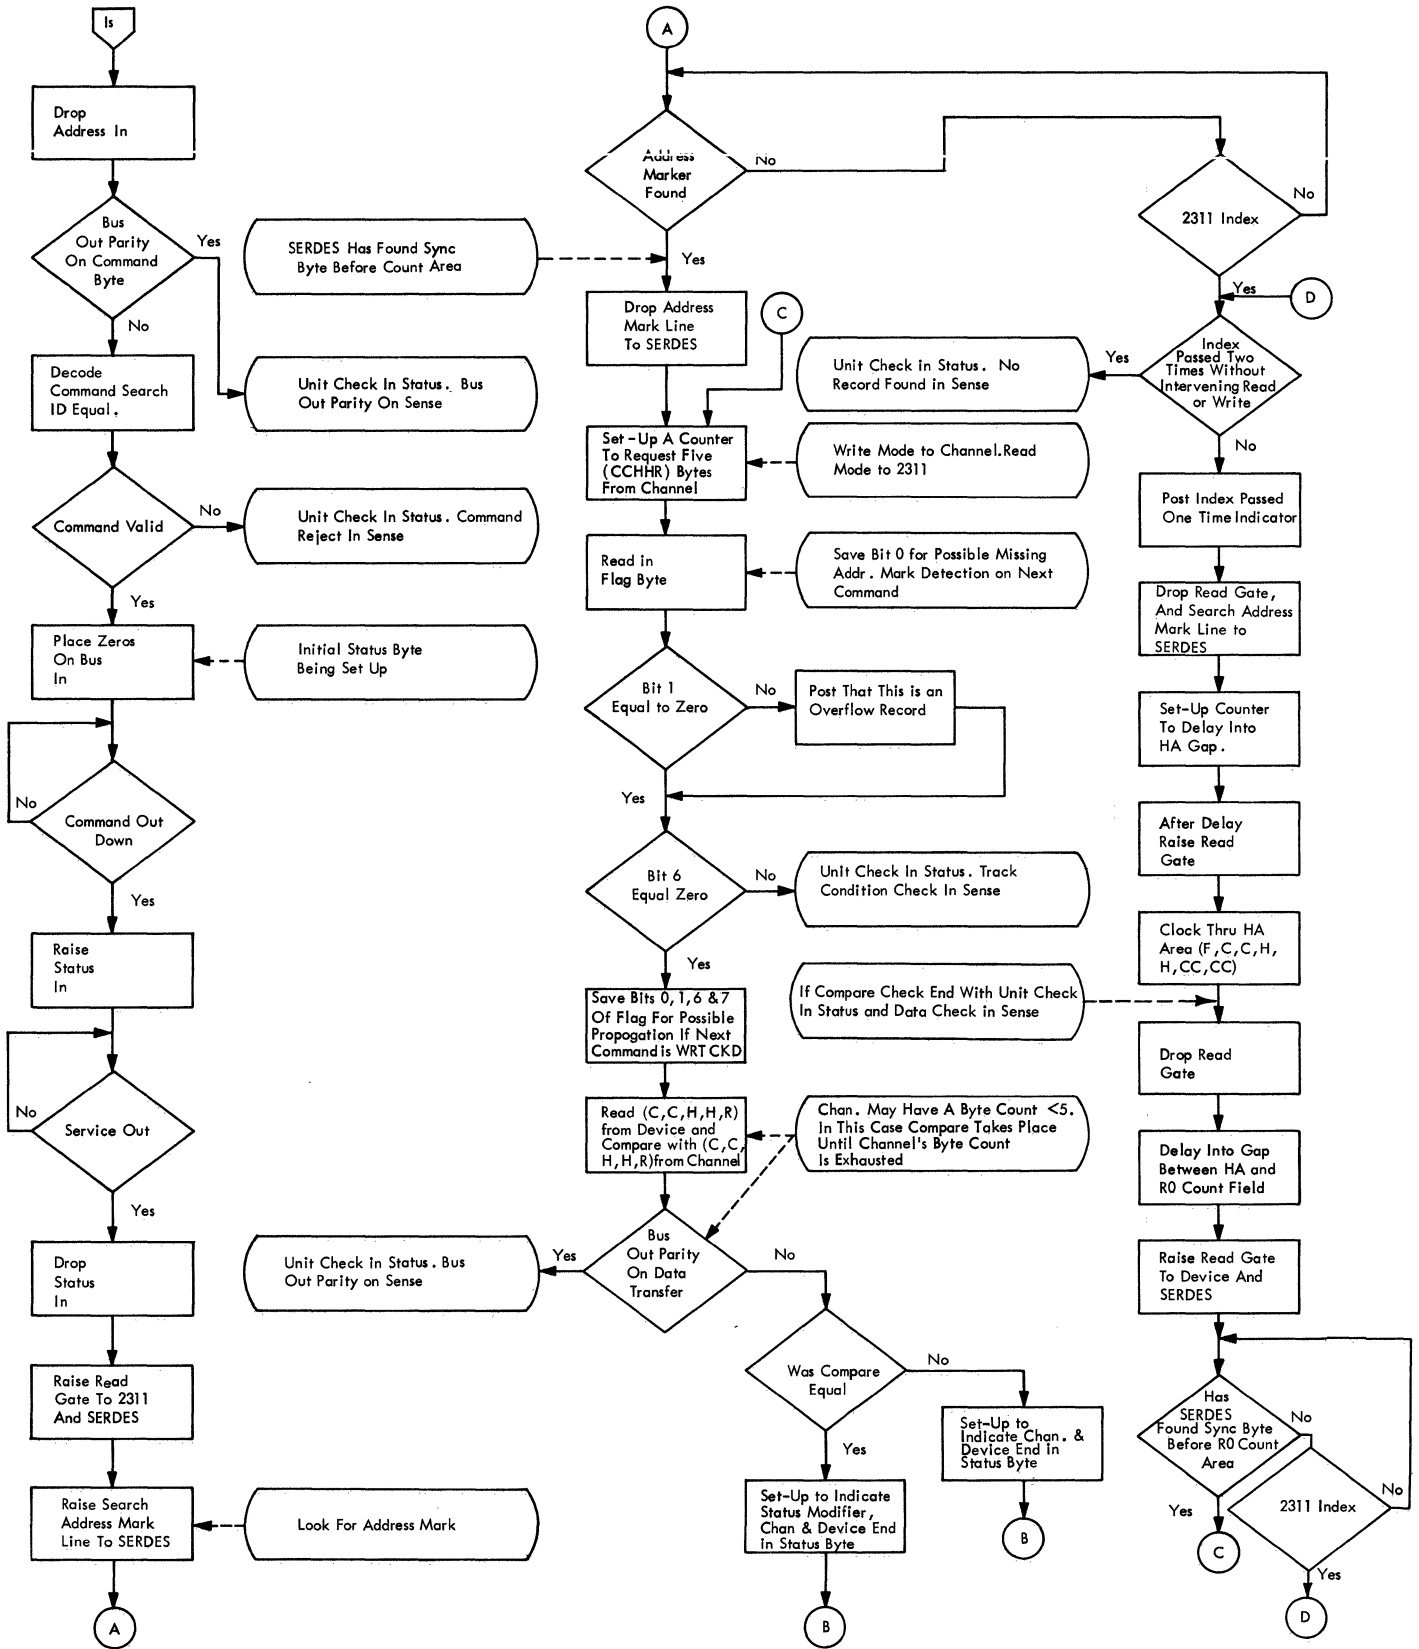 Is
Drop
Address In
Bus
Out Parity
On Command
Byte
Yes
No
Decode
Command Search
ID Equal.
Unit Check In Status. Bus
Out Parity On Sense
Command Valid
No
Unit Check In Status. Command
Reject In Sense
Yes
Place Zeros
On Bus
In
Initial Status Byte
Being Set Up
No
Command Out
Down
Yes
Raise
Status
In
No
Service Out
Yes
Drop
Status
In
Raise Read
Gate To 2311
And SERDES
Raise Search
Address Mark
Line To SERDES
Look For Address Mark
A
A
Address
Marker
Found
No
SERDES Has Found Sync
Byte Before Count Area
Yes
Drop Address
Mark Line
To SERDES
C
Set-Up A Counter
To Request Five
(CCHHR) Bytes
From Channel
Write Mode to Channel.Read
Mode to 2311
Read in
Flag Byte
Save Bit 0 for Possible Missing
Addr. Mark Detection on Next
Command
Bit 1
Equal to Zero
No
Post That This is an
Overflow Record
Yes
Bit 6
Equal Zero
No
Unit Check In Status. Track
Condition Check In Sense
Yes
Save Bits 0,1,6 &7
Of Flag For Possible
Propogation If Next
Command is WRT CKD
Read (C,C,H,H,R)
from Device and
Compare with (C,C,
H,H,R)from Channel
Chan. May Have A Byte Count <5.
In This Case Compare Takes Place
Until Channel's Byte Count
Is Exhausted
Bus
Out Parity
On Data
Transfer
Yes
Unit Check in Status. Bus
Out Parity on Sense
No
Was Compare
Equal
No
Set-Up to
Indicate Chan. &
Device End in
Status Byte
B
Yes
Set-Up to Indicate
Status Modifier,
Chan & Device End
in Status Byte
B
2311 Index
No
Yes
D
Index
Passed Two
Times Without
Intervening Read
or Write
Yes
Unit Check in Status. No
Record Found in Sense
No
Post Index Passed
One Time Indicator
Drop Read Gate,
And Search Address
Mark Line to
SERDES
Set-Up Counter
To Delay Into
HA Gap.
After Delay
Raise Read
Gate
Clock Thru HA
Area (F,C,C,H,
H,CC,CC)
If Compare Check End With Unit Check
In Status and Data Check in Sense
Drop Read
Gate
Delay Into Gap
Between HA and
R0 Count Field
Raise Read Gate
To Device And
SERDES
Has
SERDES
Found Sync Byte
Before R0 Count
Area
No
Yes
C
2311 Index
No
Yes
D